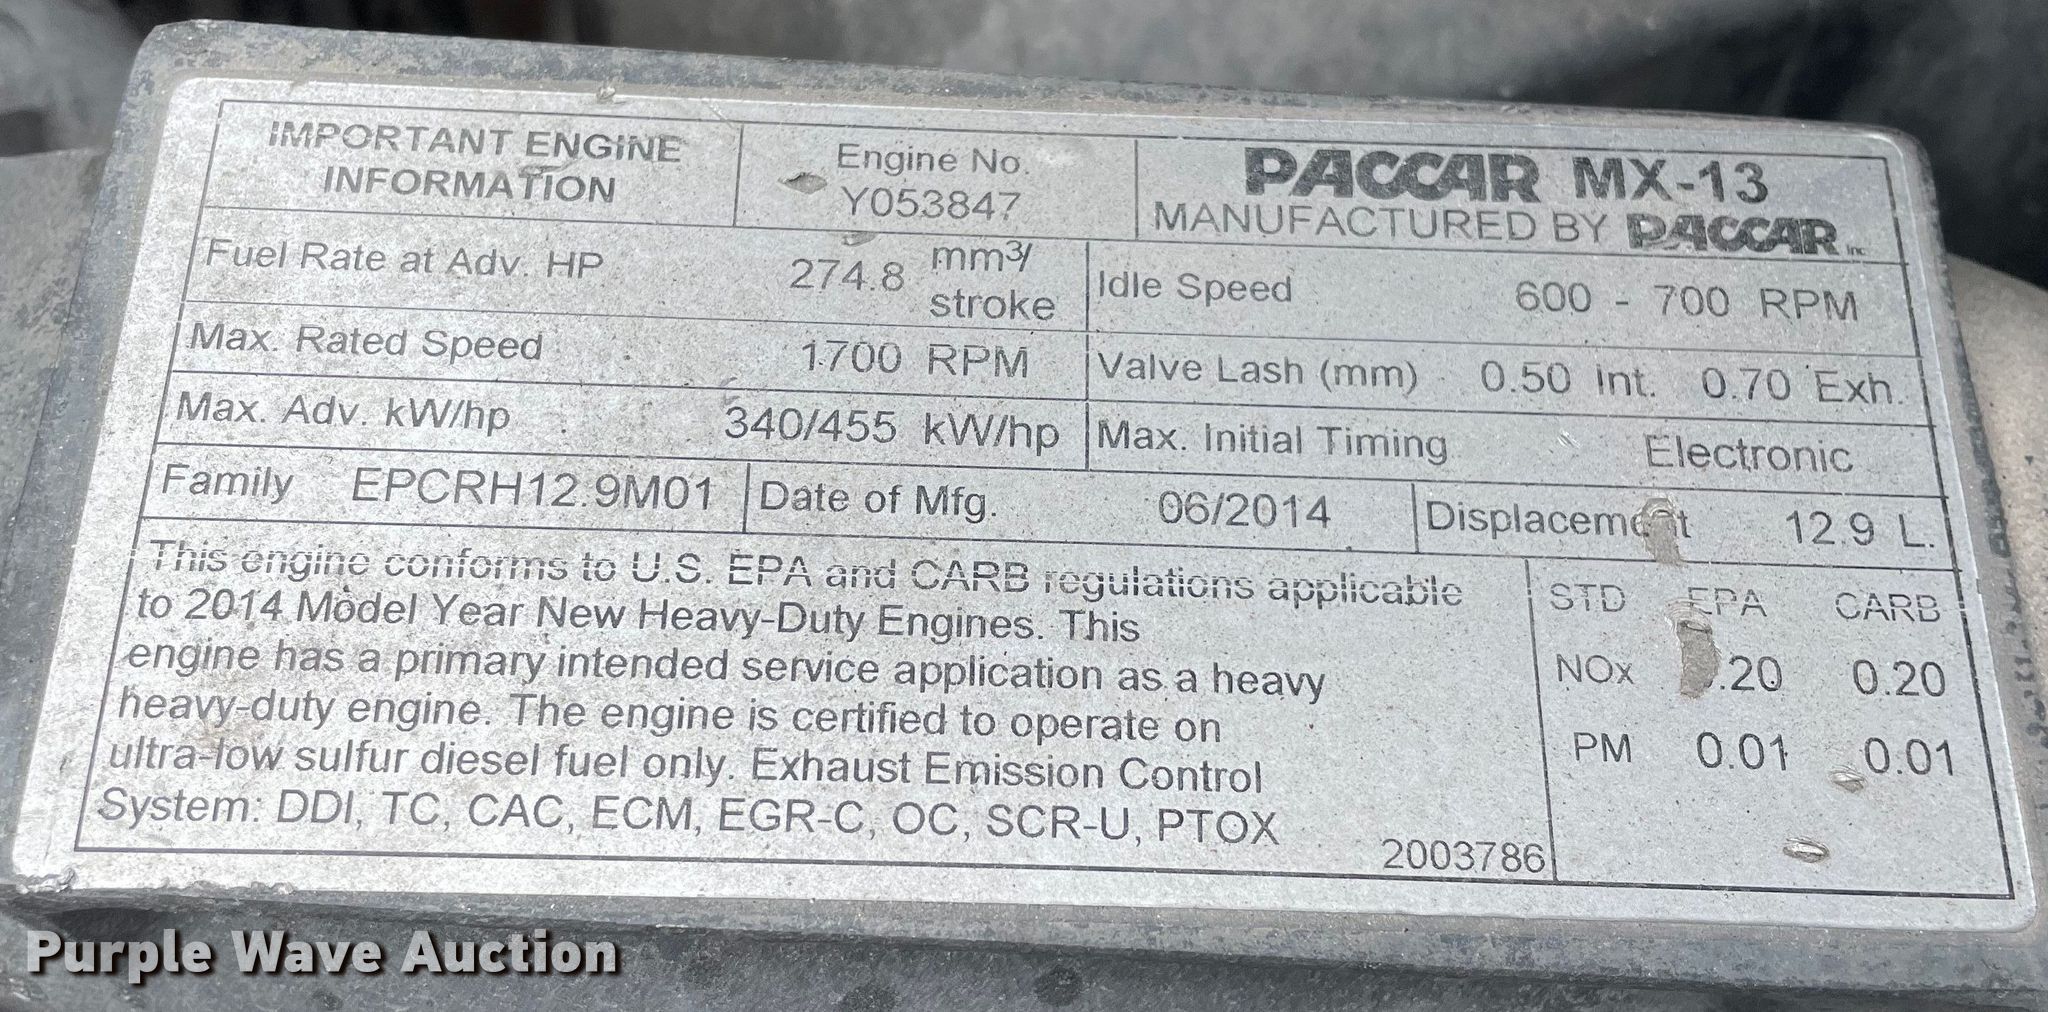 IMPORTANT ENGINE
INFORMATION
Engine No.
Y053847
PACCAR MX-13
MANUFACTURED BY PACCAR Inc
Fuel Rate at Adv. HP 274.8 mm3/
stroke
Idle Speed 600 - 700 RPM
Max. Rated Speed 1700 RPM
Valve Lash (mm) 0.50 Int. 0.70 Exh.
Max. Adv. kW/hp 340/455 kW/hp
Max. Initial Timing Electronic
Family EPCRH12.9M01
Date of Mfg. 06/2014
Displacement 12.9 L.
This engine conforms to U.S. EPA and CARB regulations applicable
to 2014 Model Year New Heavy-Duty Engines. This
engine has a primary intended service application as a heavy
heavy-duty engine. The engine is certified to operate on
ultra-low sulfur diesel fuel only. Exhaust Emission Control
System: DDI, TC, CAC, ECM, EGR-C, OC, SCR-U, PTOX
2003786
STD EPA CARB
NOx .20 0.20
PM 0.01 0.01
Purple Wave Auction